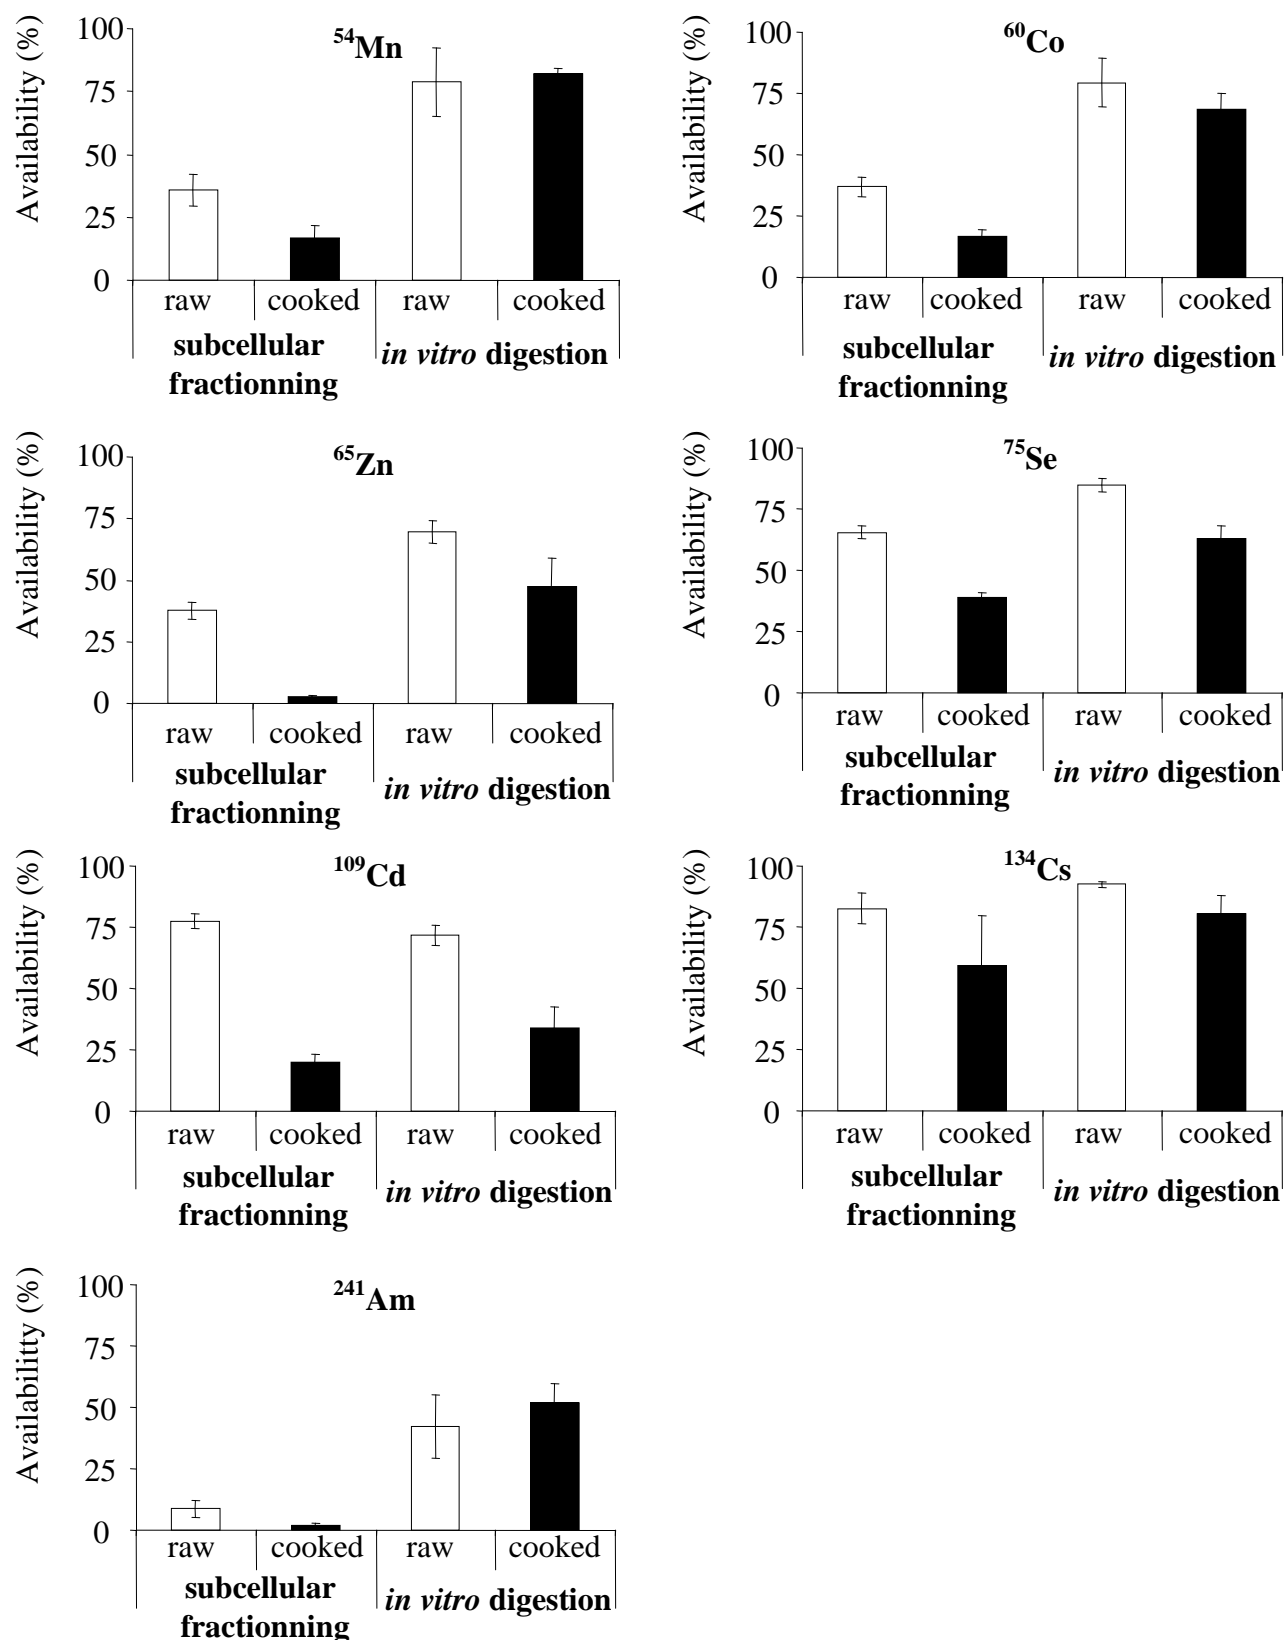 Availability (%)
100
75
50
25
0
⁵⁴Mn
raw cooked raw cooked
subcellular
fractionning
in vitro digestion
Availability (%)
100
75
50
25
0
⁶⁰Co
raw cooked raw cooked
subcellular
fractionning
in vitro digestion
Availability (%)
100
75
50
25
0
⁶⁵Zn
raw cooked raw cooked
subcellular
fractionning
in vitro digestion
Availability (%)
100
75
50
25
0
⁷⁵Se
raw cooked raw cooked
subcellular
fractionning
in vitro digestion
Availability (%)
100
75
50
25
0
¹⁰⁹Cd
raw cooked raw cooked
subcellular
fractionning
in vitro digestion
Availability (%)
100
75
50
25
0
¹³⁴Cs
raw cooked raw cooked
subcellular
fractionning
in vitro digestion
Availability (%)
100
75
50
25
0
²⁴¹Am
raw cooked raw cooked
subcellular
fractionning
in vitro digestion